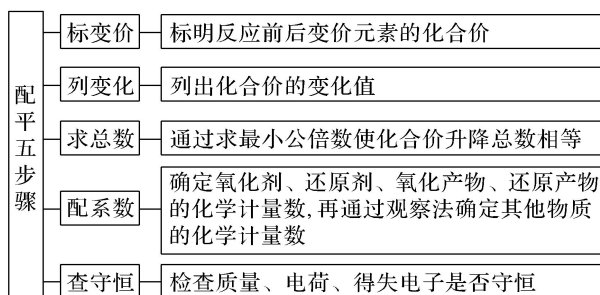 配平五步骤
标变价
标明反应前后变价元素的化合价
列变化
列出化合价的变化值
求总数
通过求最小公倍数使化合价升降总数相等
配系数
确定氧化剂、还原剂、氧化产物、还原产物
的化学计量数,再通过观察法确定其他物质
的化学计量数
查守恒
检查质量、电荷、得失电子是否守恒